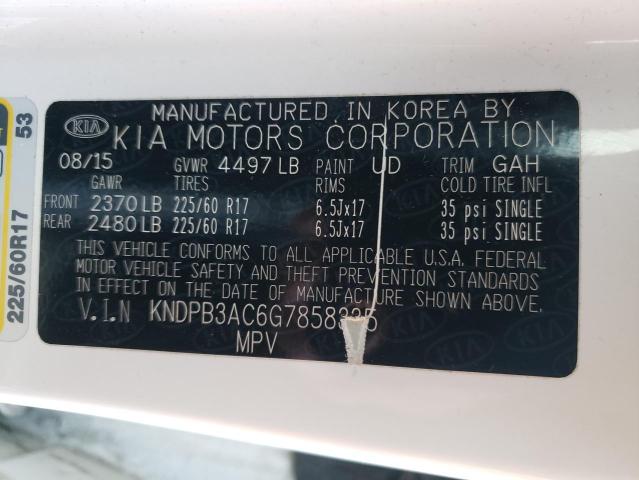 MANUFACTURED IN KOREA BY
KIA KIA MOTORS CORPORATION
08/15 GVWR 4497 LB PAINT UD TRIM GAH
GAWR TIRES RIMS COLD TIRE INFL
FRONT 2370 LB 225/60 R17 6.5Jx17 35 psi SINGLE
REAR 2480 LB 225/60 R17 6.5Jx17 35 psi SINGLE
THIS VEHICLE CONFORMS TO ALL APPLICABLE U.S.A. FEDERAL
MOTOR VEHICLE SAFETY AND THEFT PREVENTION STANDARDS
IN EFFECT ON THE DATE OF MANUFACTURE SHOWN ABOVE.
V.I.N KNDPB3AC6G7858335
MPV
53
225/60R17